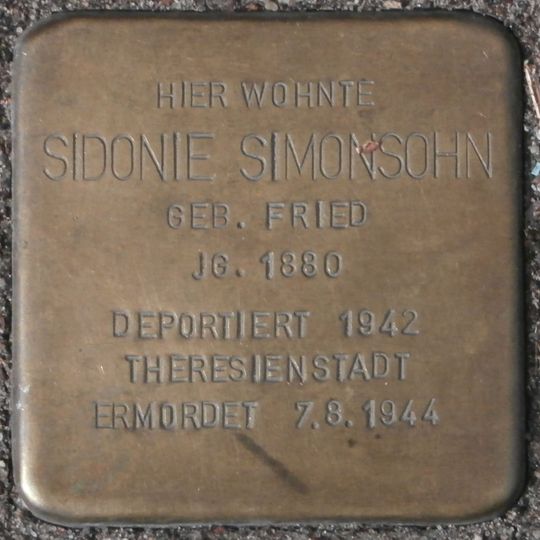 HIER WOHNTE
SIDONIE SIMONSOHN
GEB. FRIED
JG. 1880
DEPORTIERT 1942
THERESIENSTADT
ERMORDET 7.8.1944